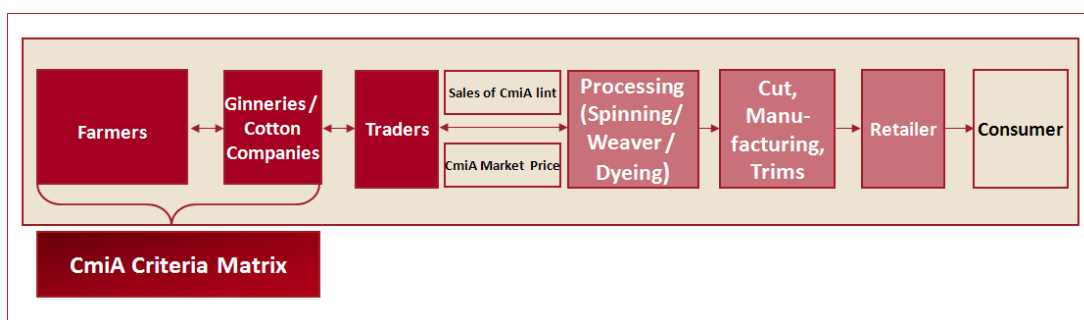 Farmers
Ginneries /
Cotton
Companies
Traders
Sales of CmiA lint
CmiA Market Price
Processing
(Spinning/
Weaver /
Dyeing)
Cut,
Manu-
facturing,
Trims
Retailer
Consumer
CmiA Criteria Matrix